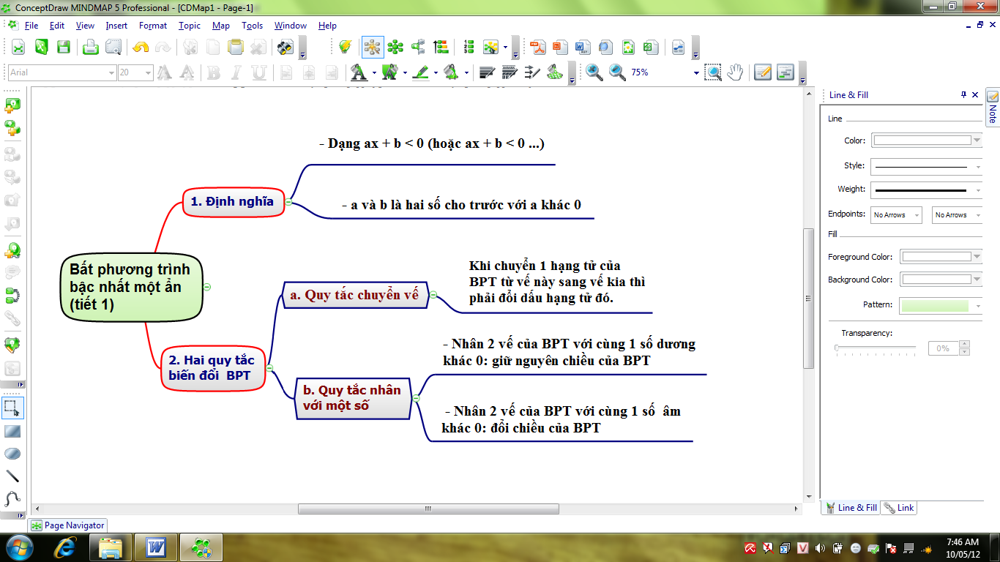 ConceptDraw MINDMAP 5 Professional - [CDMap1 - Page-1]
File Edit View Insert Format Topic Map Tools Window Help
Arial 20 75%
Line & Fill
Note
Line
Color:
Style:
Weight:
Endpoints: No Arrows No Arrows
Fill
Foreground Color:
Background Color:
Pattern:
Transparency:
0%
- Dạng ax + b < 0 (hoặc ax + b < 0 ...)
1. Định nghĩa
- a và b là hai số cho trước với a khác 0
Bất phương trình
bậc nhất một ẩn
(tiết 1)
Khi chuyển 1 hạng tử của
BPT từ vế này sang vế kia thì
phải đổi dấu hạng tử đó.
a. Quy tắc chuyển vế
- Nhân 2 vế của BPT với cùng 1 số dương
khác 0: giữ nguyên chiều của BPT
2. Hai quy tắc
biến đổi BPT
b. Quy tắc nhân
với một số
- Nhân 2 vế của BPT với cùng 1 số âm
khác 0: đổi chiều của BPT
Line & Fill Link
Page Navigator
7:46 AM
10/05/12